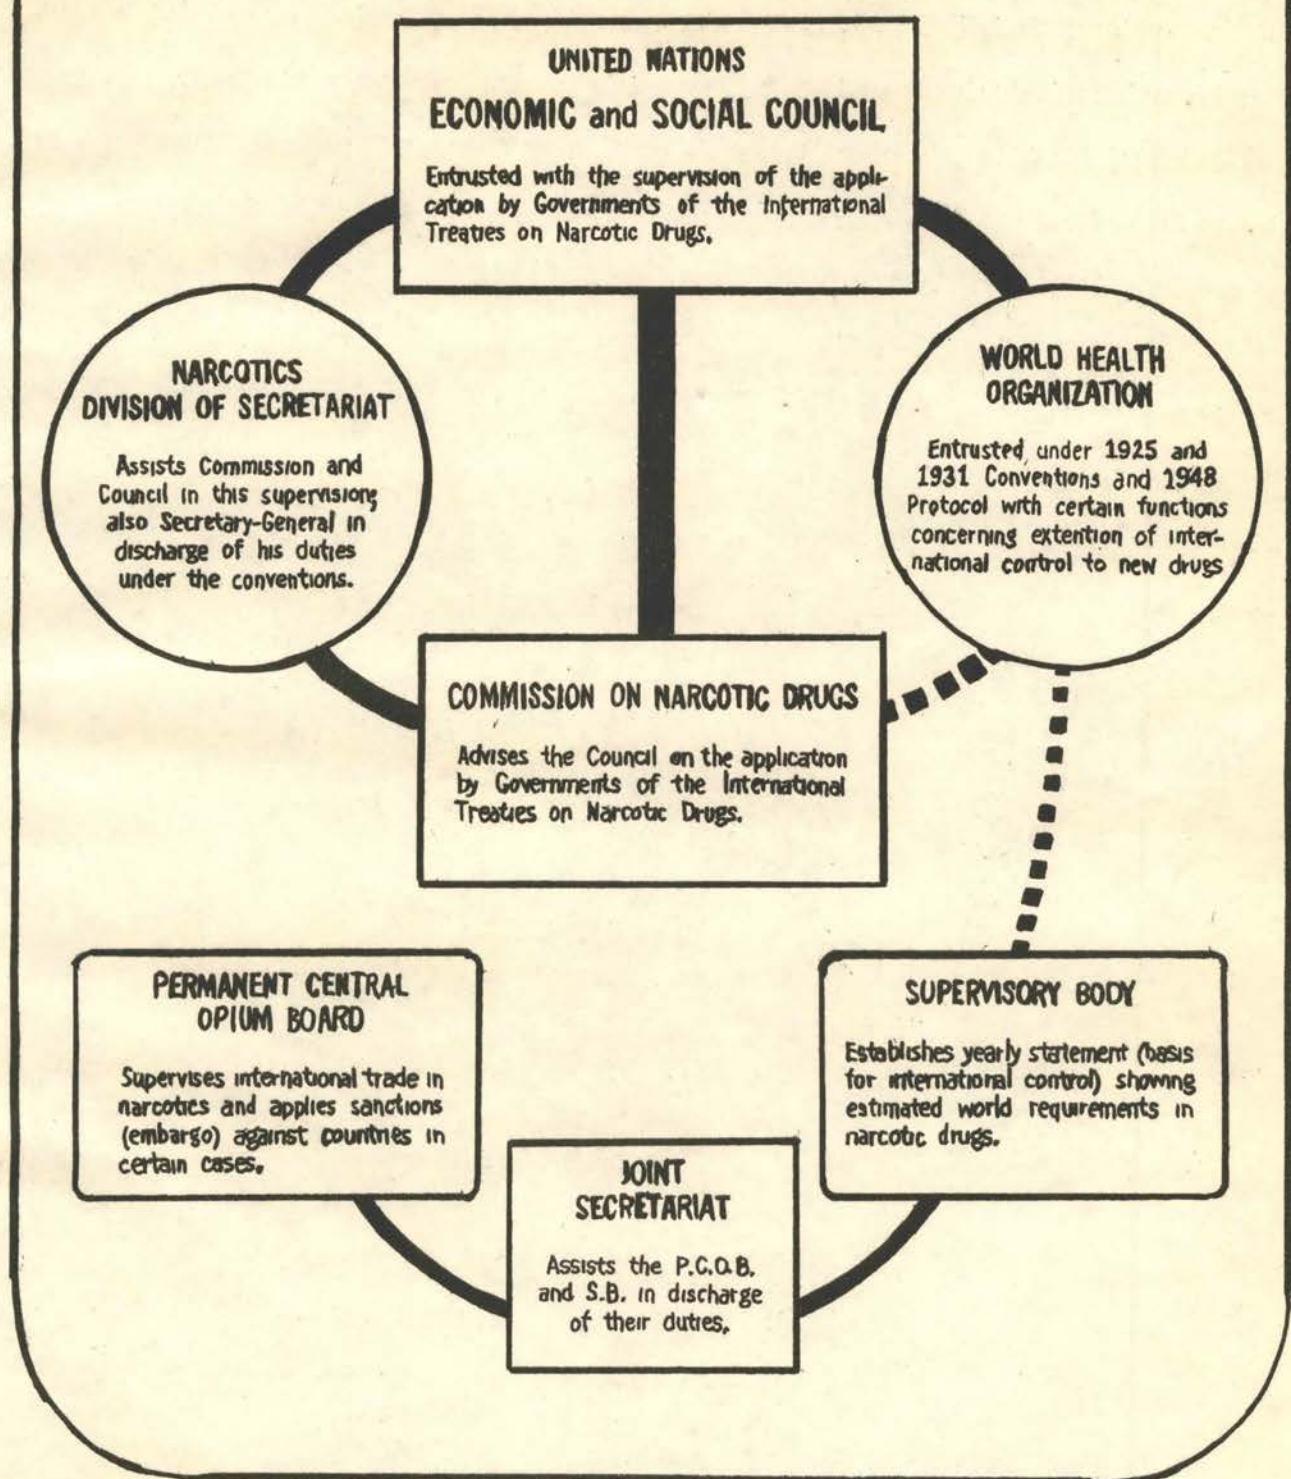 UNITED NATIONS
ECONOMIC and SOCIAL COUNCIL
Entrusted with the supervision of the appli-
cation by Governments of the International
Treaties on Narcotic Drugs.
NARCOTICS
DIVISION OF SECRETARIAT
Assists Commission and
Council in this supervision;
also Secretary-General in
discharge of his duties
under the conventions.
WORLD HEALTH
ORGANIZATION
Entrusted under 1925 and
1931 Conventions and 1948
Protocol with certain functions
concerning extention of inter-
national control to new drugs
COMMISSION ON NARCOTIC DRUGS
Advises the Council on the application
by Governments of the International
Treaties on Narcotic Drugs.
PERMANENT CENTRAL
OPIUM BOARD
Supervises international trade in
narcotics and applies sanctions
(embargo) against countries in
certain cases.
SUPERVISORY BODY
Establishes yearly statement (basis
for international control) showing
estimated world requirements in
narcotic drugs.
JOINT
SECRETARIAT
Assists the P.C.O.B.
and S.B. in discharge
of their duties.